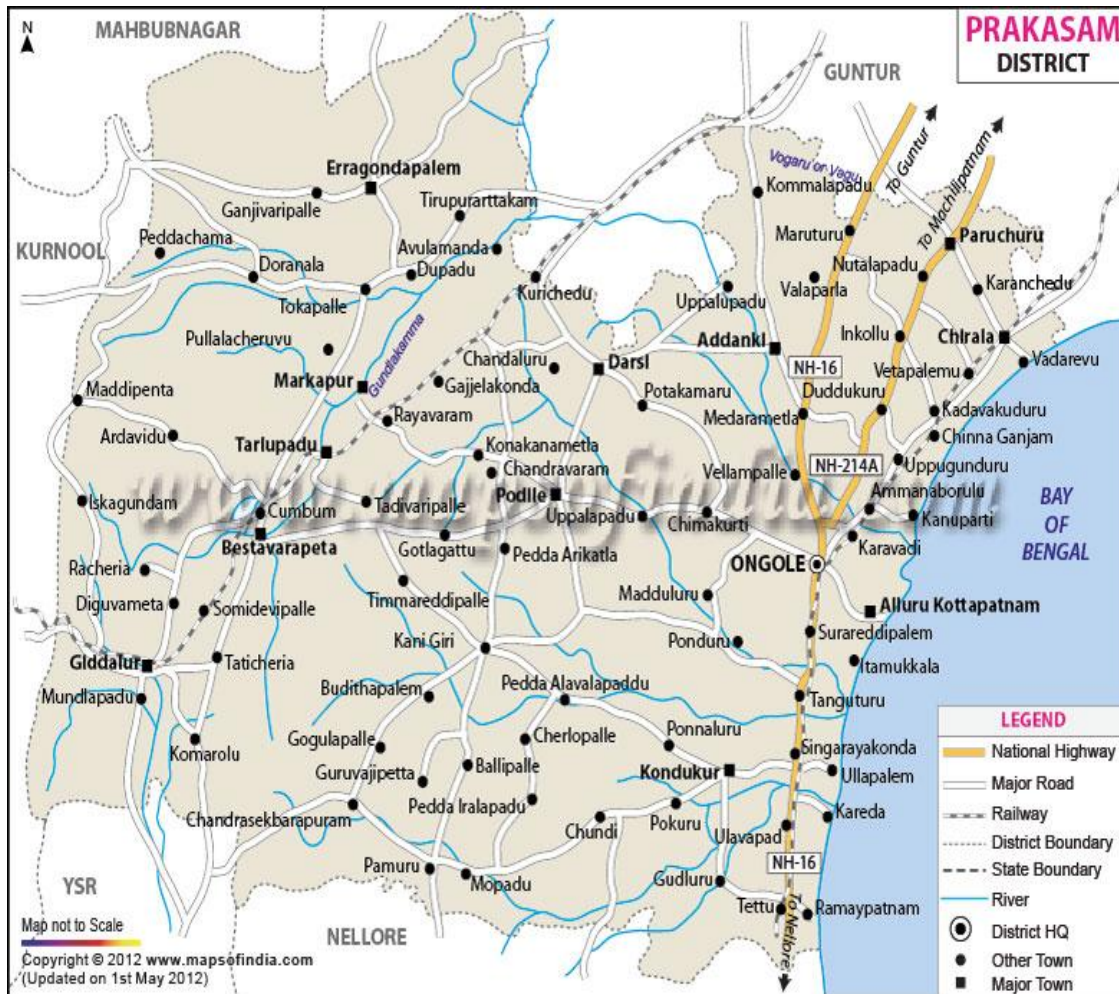 N
MAHBUBNAGAR
PRAKASAM
DISTRICT
GUNTUR
KURNOOL
YSR
NELLORE
BAY
OF
BENGAL
Vogaru or Vagu
To Guntur
To Machilipatnam
Erragondapalem
Ganjivaripalle
Tirupurarttakam
Kommalapadu
Peddachama
Avulamanda
Maruturu
Paruchuru
Doranala
Dupadu
Nutalapadu
Tokapalle
Kurichedu
Uppalupadu
Valaparla
Karanchedu
Pullalacheruvu
Gundlakamma
Chandaluru
Darsi
Addanki
Inkollu
Chirala
Vadarevu
Markapur
Gajjelakonda
NH-16
Vetapalemu
Maddipenta
Potakamaru
Duddukuru
Rayavaram
Medarametla
Kadavakuduru
Ardavidu
Tarlupadu
Konakanametla
Chinna Ganjam
Chandravaram
Vellampalle
NH-214A
Uppugunduru
www.mapsofindia.com
Iskagundam
Cumbum
Tadivaripalle
Podile
Uppalapadu
Chimakurti
Ammanaborulu
Kanuparti
Bestavarapeta
Gotlagattu
Pedda Arikatla
Karavadi
Racheria
ONGOLE
Diguvameta
Somidevipalle
Timmareddipalle
Madduluru
Alluru Kottapatnam
Kani Giri
Ponduru
Surareddipalem
Giddalur
Taticheria
Itamukkala
Mundlapadu
Budithapalem
Pedda Alavalapaddu
Tanguturu
Komarolu
Gogulapalle
Cherlopalle
Ponnaluru
Singarayakonda
Guruvajipetta
Ballipalle
Kondukur
Ullapalem
Chandrasekbarapuram
Pedda Iralapadu
Chundi
Pokuru
Ulavapad
Kareda
Pamuru
Mopadu
Gudluru
NH-16
Tettu
Ramaypatnam
To Nellore
LEGEND
National Highway
Major Road
Railway
District Boundary
State Boundary
River
District HQ
Other Town
Major Town
Map not to Scale
Copyright © 2012 www.mapsofindia.com
(Updated on 1st May 2012)